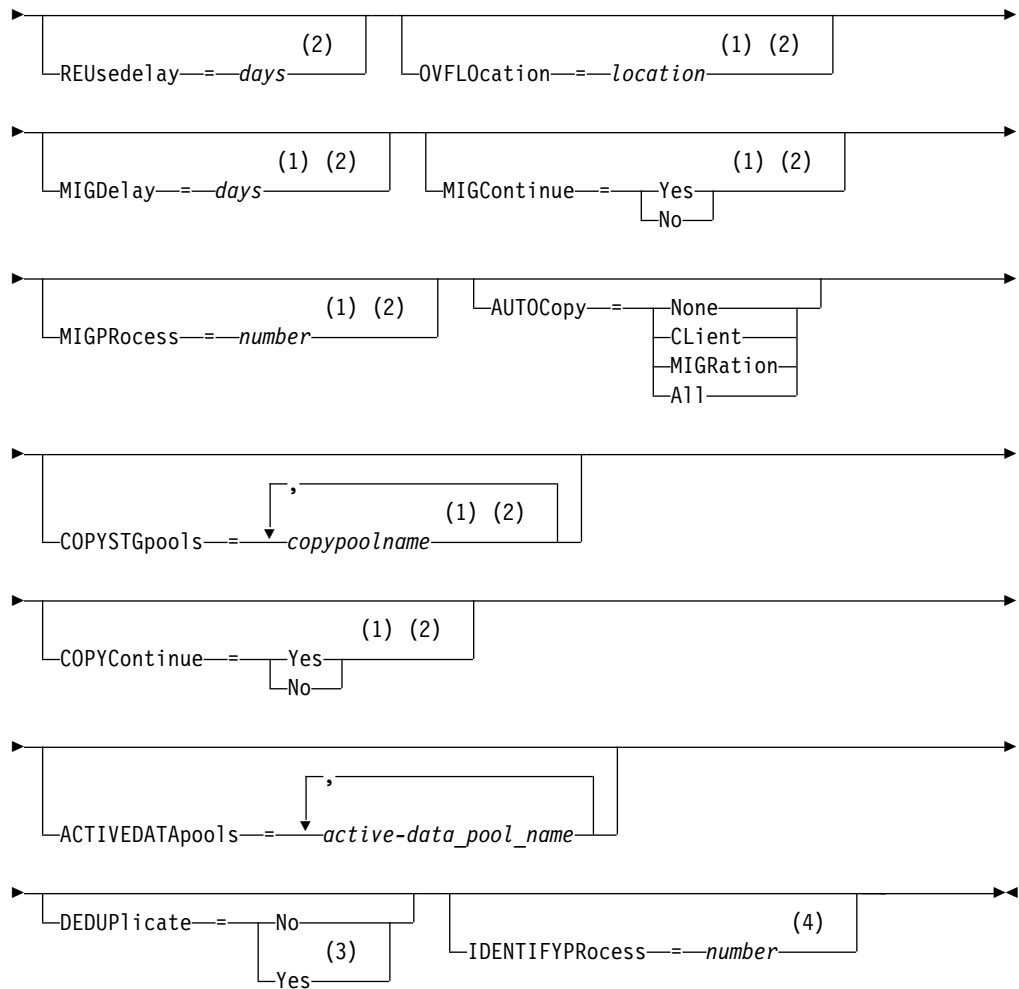 (2) (1) (2)
REUsedelay = days OVFLOcation = location
(1) (2) (1) (2)
MIGDelay = days MIGContinue = Yes
No
(1) (2) AUTOCopy = None
MIGPRocess = number CLient
MIGRation
All
,
(1) (2)
COPYSTGpools = copypoolname
(1) (2)
COPYContinue = Yes
No
,
ACTIVEDATApools = active-data_pool_name
DEDUPlicate = No (4)
(3) IDENTIFYPRocess = number
Yes